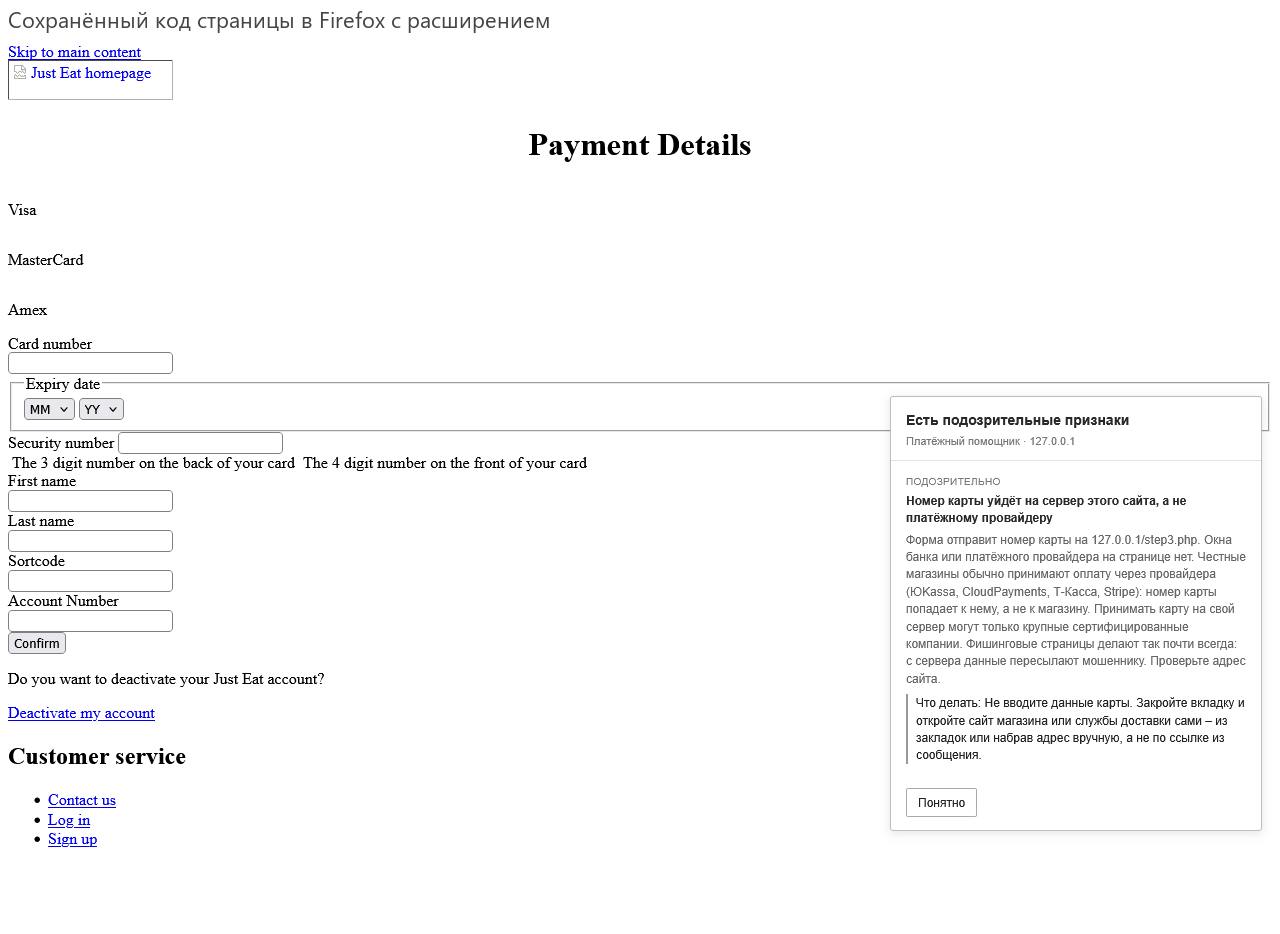 Сохранённый код страницы в Firefox с расширением
Skip to main content
Just Eat homepage
Payment Details
Visa
MasterCard
Amex
Card number
Expiry date
MM YY
Security number
The 3 digit number on the back of your card The 4 digit number on the front of your card
First name
Last name
Sortcode
Account Number
Confirm
Do you want to deactivate your Just Eat account?
Deactivate my account
Customer service
• Contact us
• Log in
• Sign up
Есть подозрительные признаки
Платёжный помощник · 127.0.0.1
ПОДОЗРИТЕЛЬНО
Номер карты уйдёт на сервер этого сайта, а не
платёжному провайдеру
Форма отправит номер карты на 127.0.0.1/step3.php. Окна
банка или платёжного провайдера на странице нет. Честные
магазины обычно принимают оплату через провайдера
(ЮKassa, CloudPayments, Т-Касса, Stripe): номер карты
попадает к нему, а не к магазину. Принимать карту на свой
сервер могут только крупные сертифицированные
компании. Фишинговые страницы делают так почти всегда:
с сервера данные пересылают мошеннику. Проверьте адрес
сайта.
Что делать: Не вводите данные карты. Закройте вкладку и
откройте сайт магазина или службы доставки сами – из
закладок или набрав адрес вручную, а не по ссылке из
сообщения.
Понятно